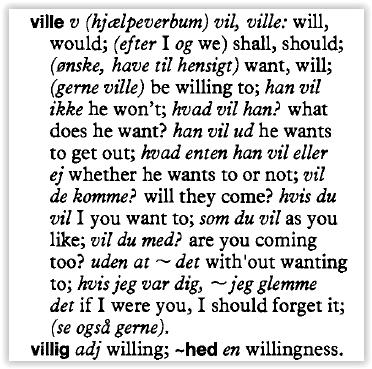 ville v (hjælpeverbum) vil, ville: will,
would; (efter I og we) shall, should;
(ønske, have til hensigt) want, will;
(gerne ville) be willing to; han vil
ikke he won't; hvad vil han? what
does he want? han vil ud he wants
to get out; hvad enten han vil eller
ej whether he wants to or not; vil
de komme? will they come? hvis du
vil I you want to; som du vil as you
like; vil du med? are you coming
too? uden at ~ det with'out wanting
to; hvis jeg var dig, ~ jeg glemme
det if I were you, I should forget it;
(se også gerne).
villig adj willing; ~hed en willingness.